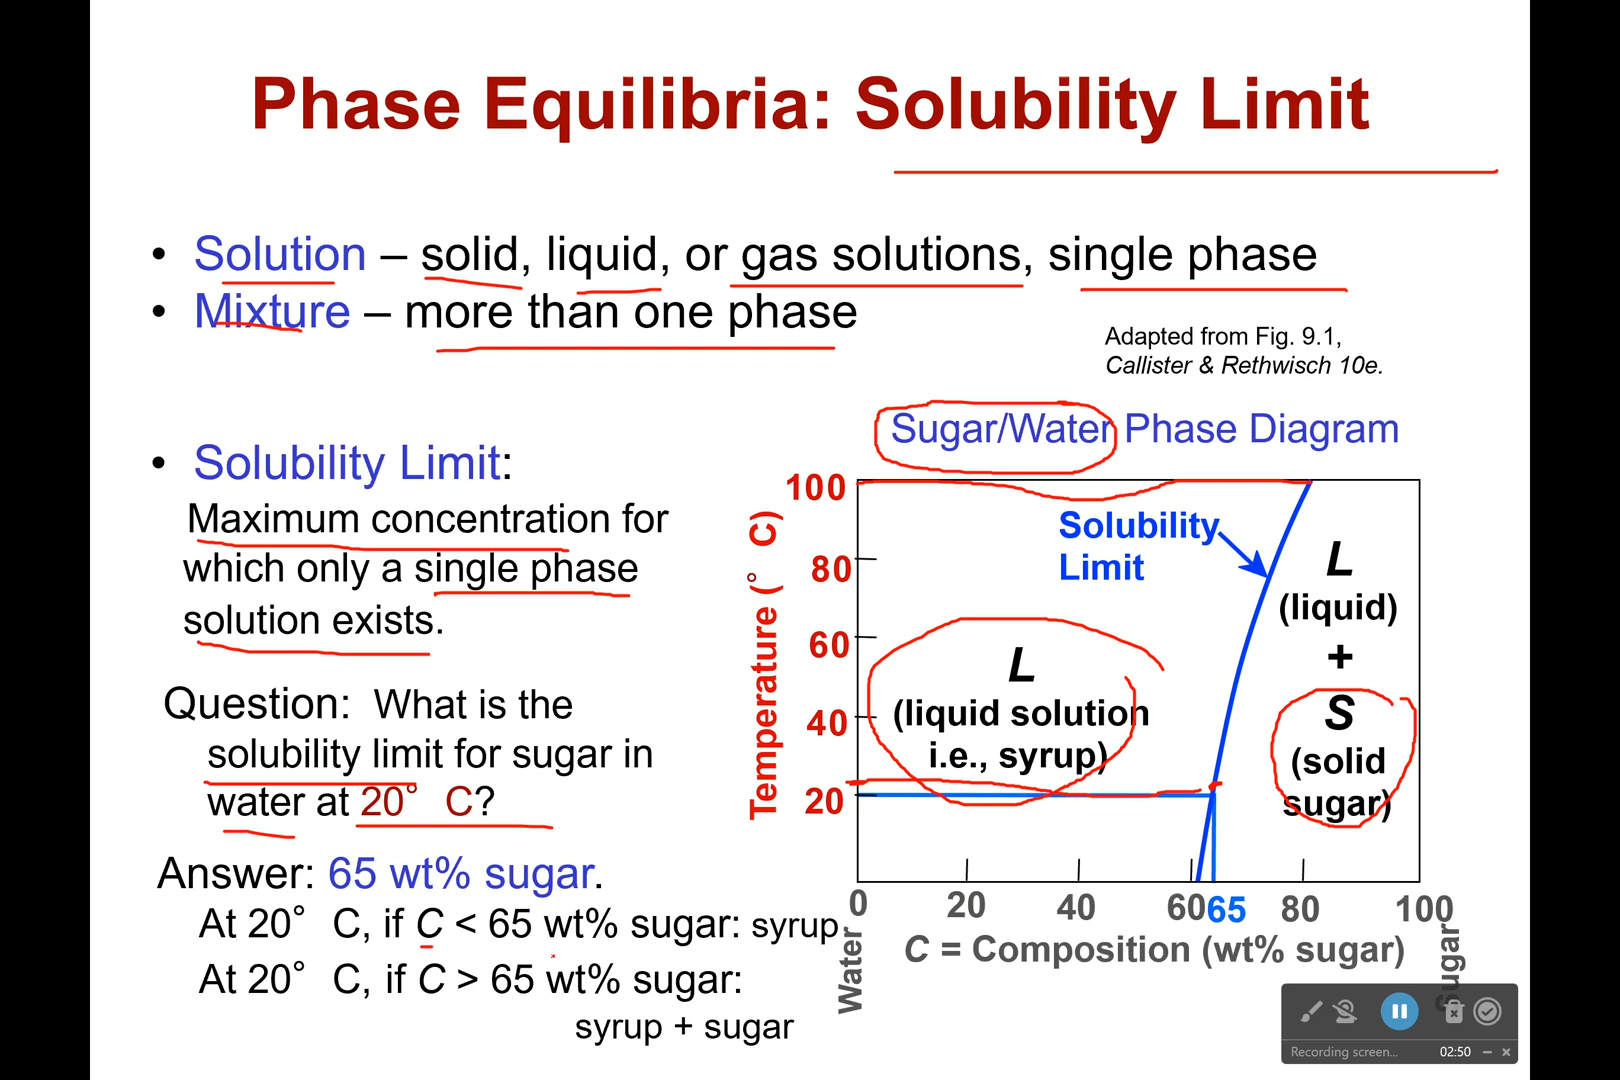 Phase Equilibria: Solubility Limit
• Solution – solid, liquid, or gas solutions, single phase
• Mixture – more than one phase
Adapted from Fig. 9.1,
Callister & Rethwisch 10e.
• Solubility Limit:
Maximum concentration for
which only a single phase
solution exists.
Question: What is the
solubility limit for sugar in
water at 20° C?
Answer: 65 wt% sugar.
At 20° C, if C < 65 wt% sugar: syrup
At 20° C, if C > 65 wt% sugar:
syrup + sugar
Sugar/Water Phase Diagram
Temperature (° C)
100
80
60
40
20
Solubility
Limit
L
(liquid solution
i.e., syrup)
L
(liquid)
+
S
(solid
sugar)
0 20 40 60 65 80 100
C = Composition (wt% sugar)
Water
Sugar
Recording screen... 02:50